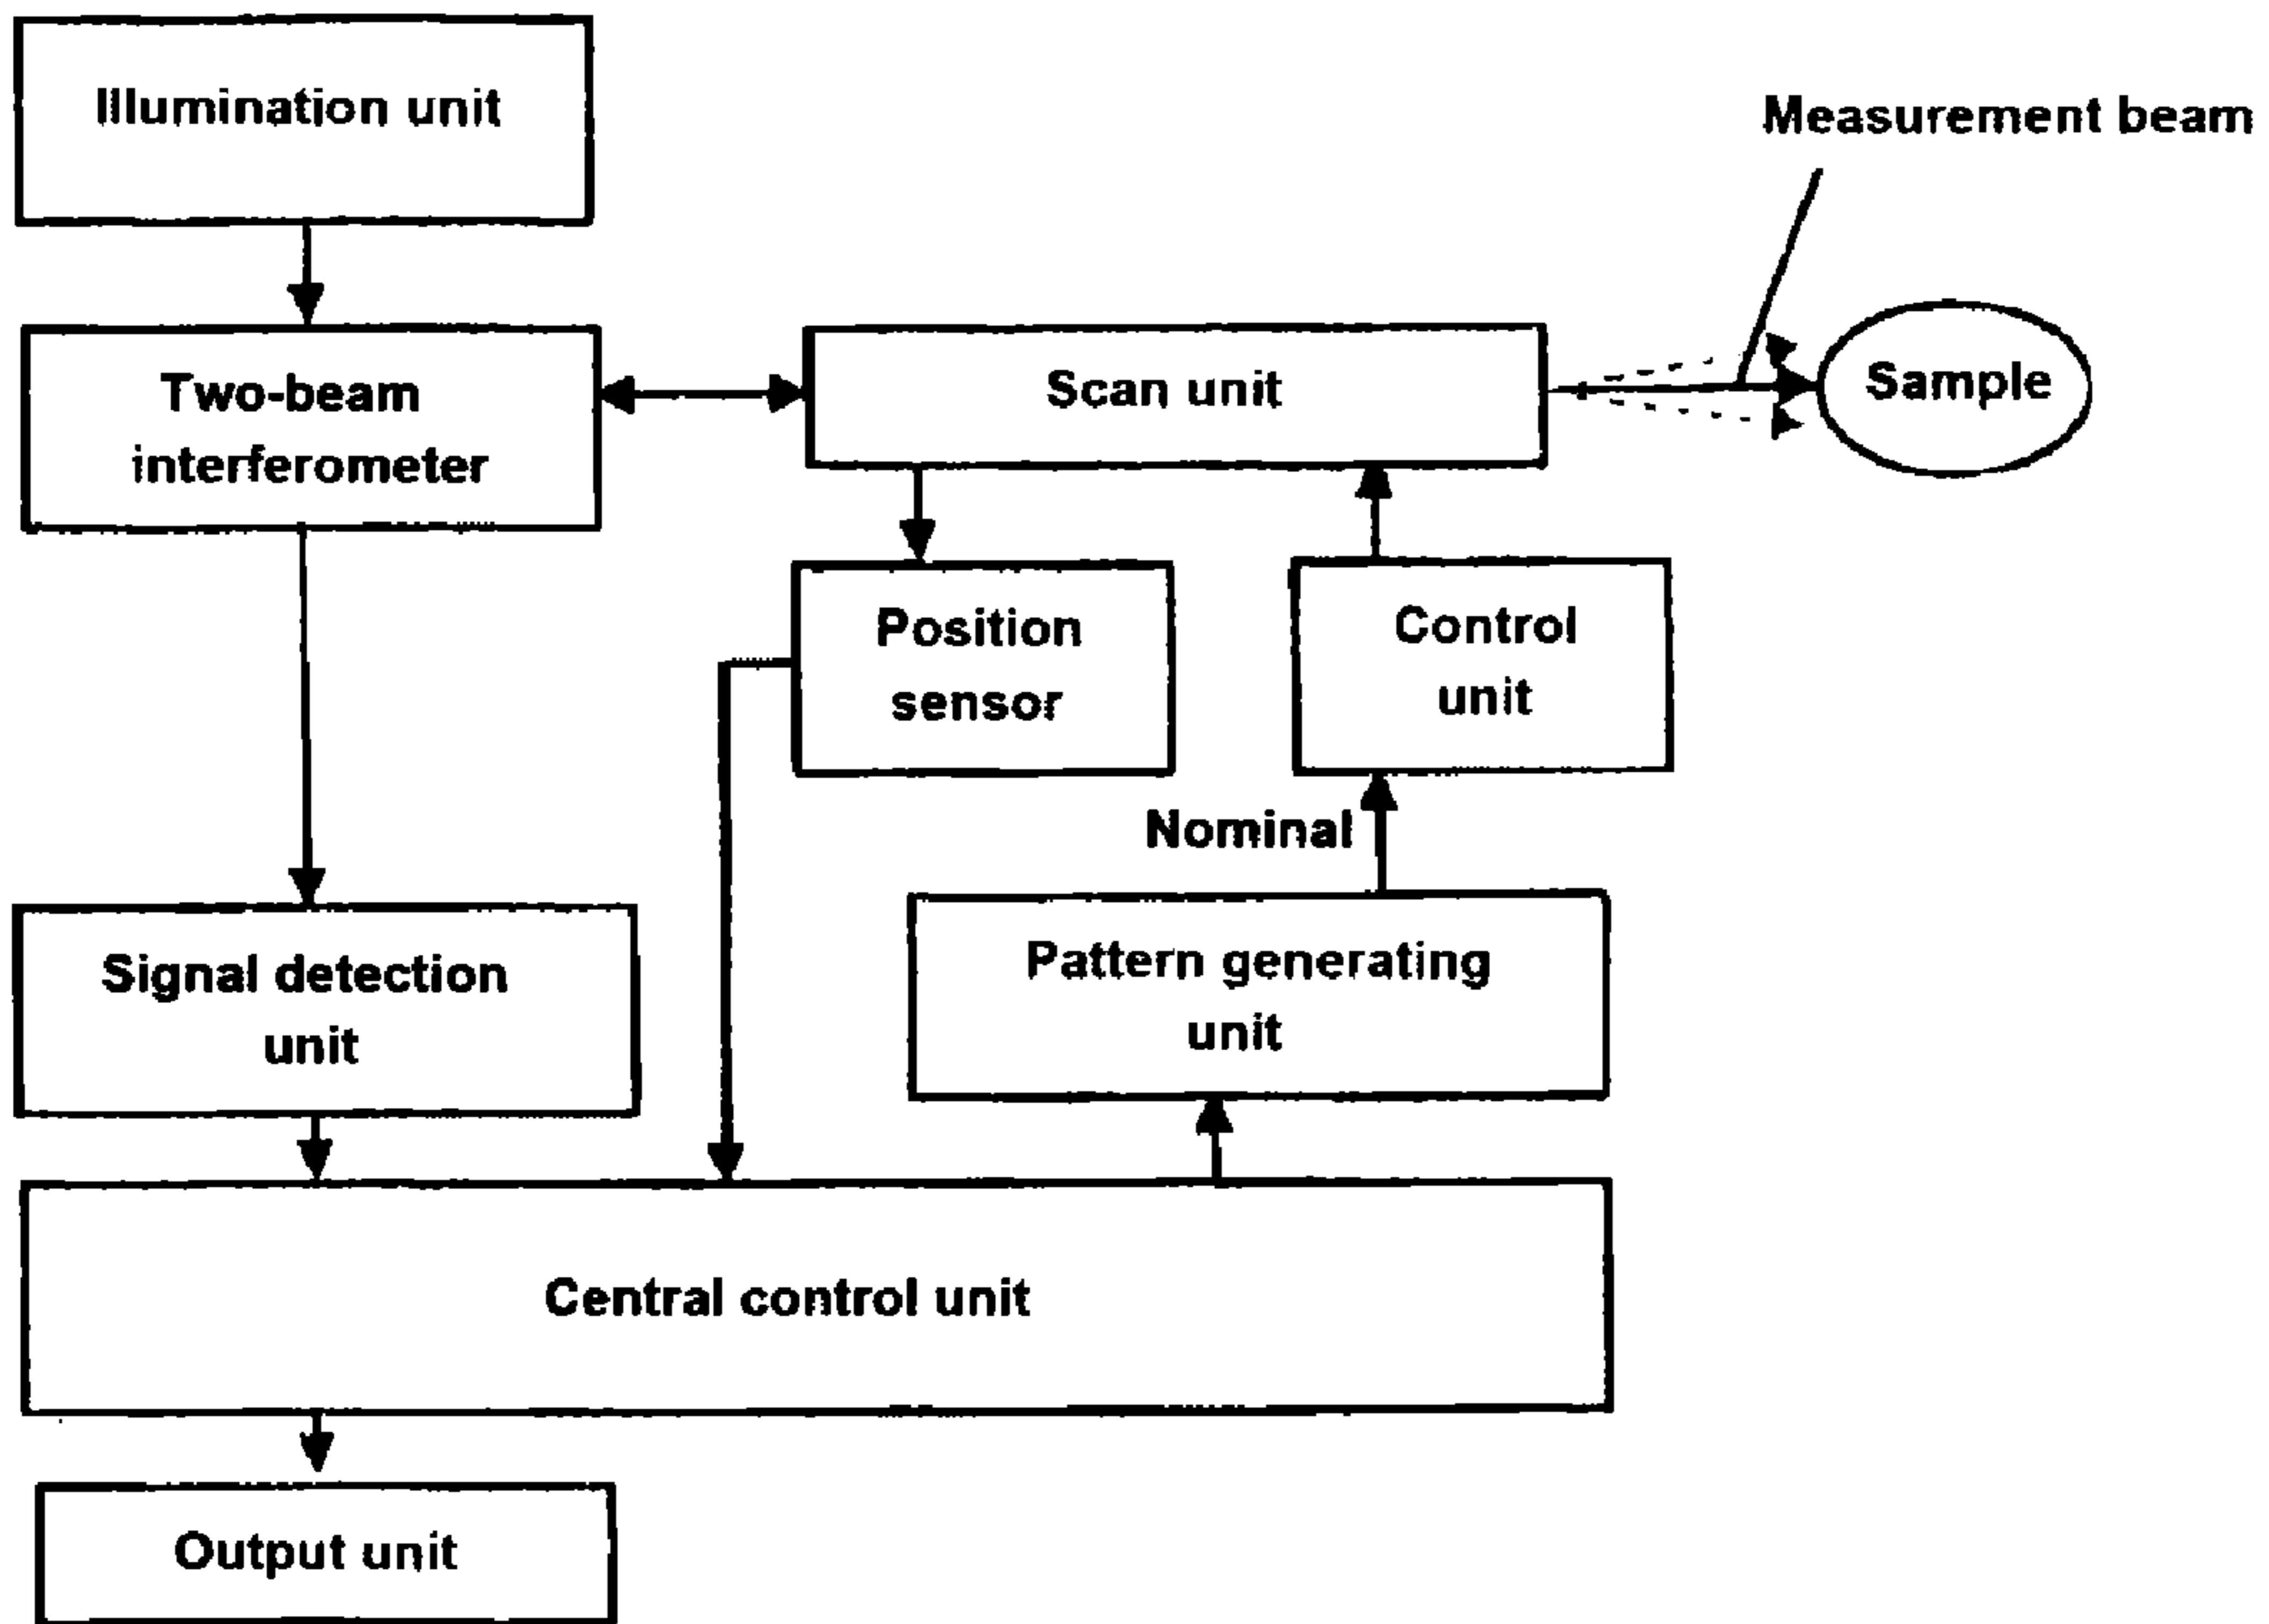 Illumination unit
Measurement beam
Two-beam
interferometer
Scan unit
Sample
Position
sensor
Control
unit
Nominal
Signal detection
unit
Pattern generating
unit
Central control unit
Output unit